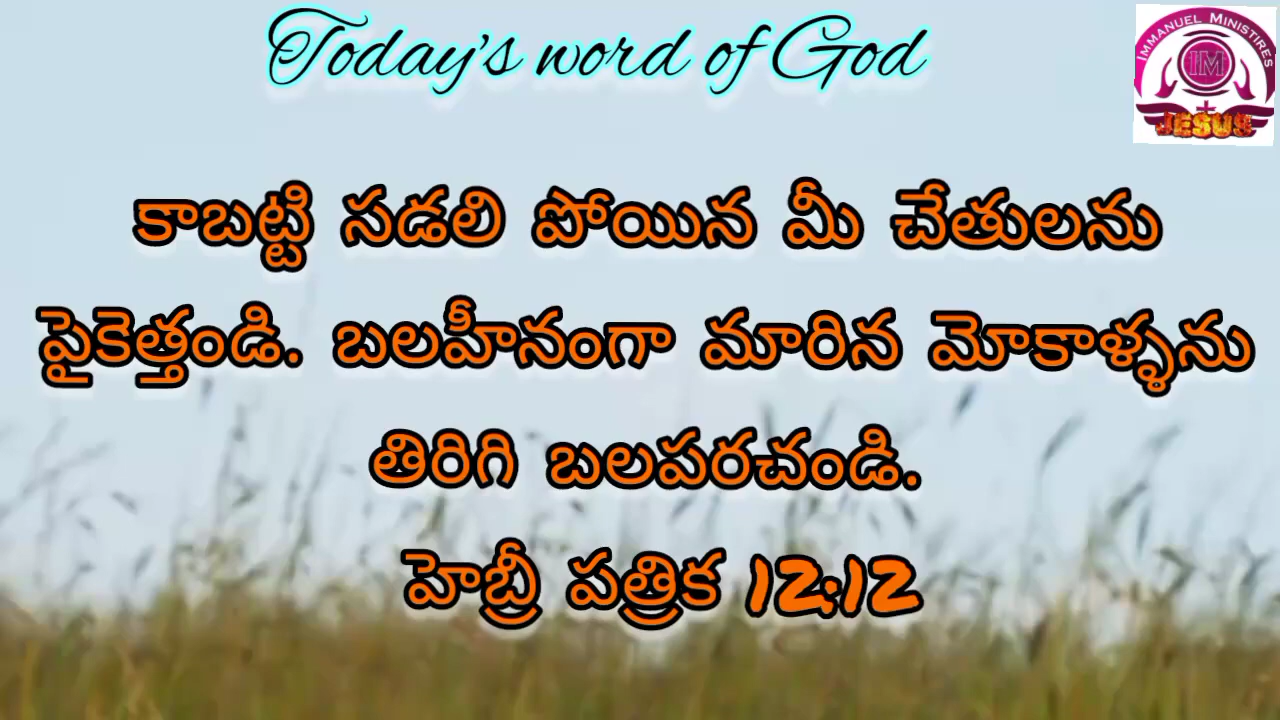 Today's word of God
IMMANUEL MINISTIRES
IM
JESUS
కాబట్టి సడలి పోయిన మీ చేతులను
పైకెత్తండి. బలహీనంగా మారిన మోకాళ్ళను
తిరిగి బలపరచండి.
హెబ్రీ పత్రిక 12:12